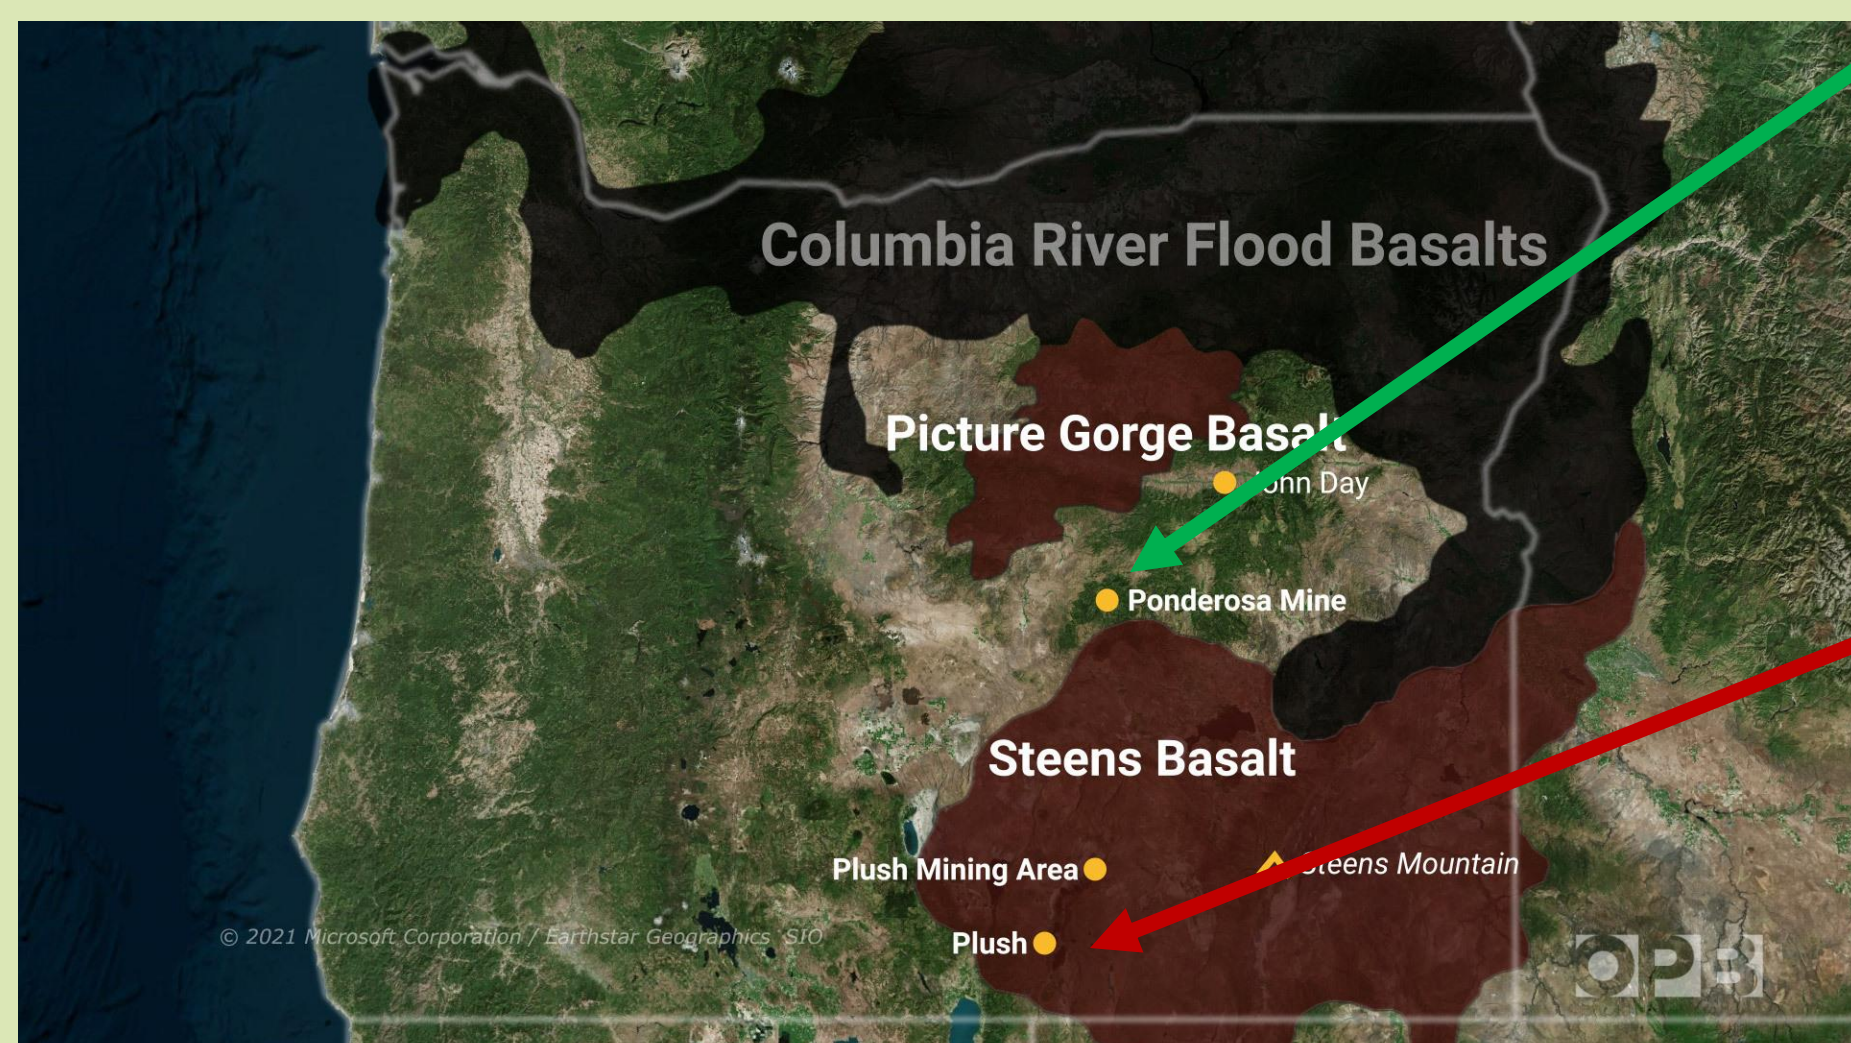 Columbia River Flood Basalts
Picture Gorge Basalt
John Day
Ponderosa Mine
Steens Basalt
Plush Mining Area
Steens Mountain
© 2021 Microsoft Corporation / Earthstar Geographics SIO
Plush
OPB